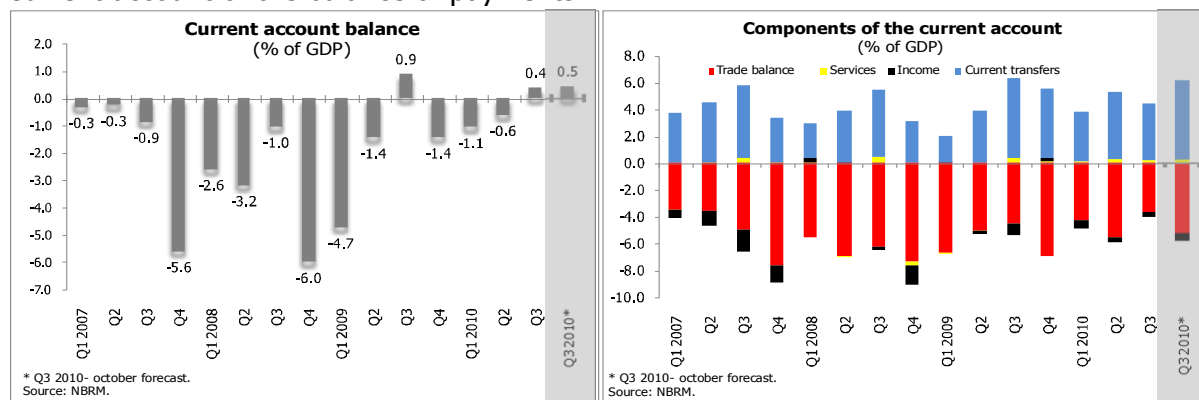 account balance of payments
Current account balance
(% of GDP)
2.0
1.0
0.0
-1.0
-2.0
-3.0
-4.0
-5.0
-6.0
-7.0
-0.3
-0.3
-0.9
-5.6
-2.6
-3.2
-1.0
-6.0
-4.7
-1.4
0.9
-1.4
-1.1
-0.6
0.4
0.5
Q1 2007
Q2
Q3
Q4
Q1 2008
Q2
Q3
Q4
Q1 2009
Q2
Q3
Q4
Q1 2010
Q2
Q3
Q3 2010*
* Q3 2010- october forecast.
Source: NBRM.
Components of the current account
(% of GDP)
Trade balance Services Income Current transfers
8.0
6.0
4.0
2.0
0.0
-2.0
-4.0
-6.0
-8.0
-10.0
Q1 2007
Q2
Q3
Q4
Q1 2008
Q2
Q3
Q4
Q1 2009
Q2
Q3
Q4
Q1 2010
Q2
Q3
Q3 2010*
* Q3 2010- october forecast.
Source: NBRM.